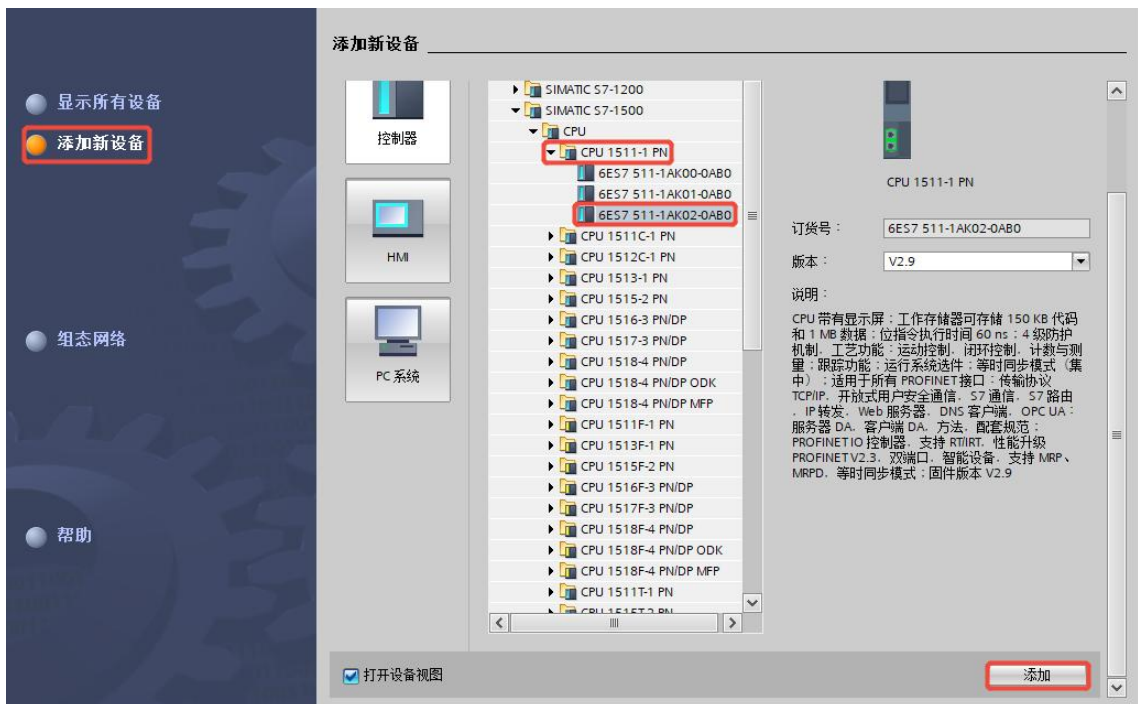 添加新设备
显示所有设备
添加新设备
组态网络
帮助
控制器
HMI
PC 系统
SIMATIC S7-1200
SIMATIC S7-1500
CPU
CPU 1511-1 PN
6ES7 511-1AK00-0AB0
6ES7 511-1AK01-0AB0
6ES7 511-1AK02-0AB0
CPU 1511C-1 PN
CPU 1512C-1 PN
CPU 1513-1 PN
CPU 1515-2 PN
CPU 1516-3 PN/DP
CPU 1517-3 PN/DP
CPU 1518-4 PN/DP
CPU 1518-4 PN/DP ODK
CPU 1518-4 PN/DP MFP
CPU 1511F-1 PN
CPU 1513F-1 PN
CPU 1515F-2 PN
CPU 1516F-3 PN/DP
CPU 1517F-3 PN/DP
CPU 1518F-4 PN/DP
CPU 1518F-4 PN/DP ODK
CPU 1518F-4 PN/DP MFP
CPU 1511T-1 PN
CPU 1515T-2 PN
CPU 1511-1 PN
订货号：
6ES7 511-1AK02-0AB0
版本：
V2.9
说明：
CPU 带有显示屏；工作存储器可存储 150 KB 代码
和 1 MB 数据；位指令执行时间 60 ns；4 级防护
机制、工艺功能：运动控制、闭环控制、计数与测
量；跟踪功能；运行系统选件；等时同步模式（集
中）；适用于所有 PROFINET 接口：传输协议
TCP/IP、开放式用户安全通信、S7 通信、S7 路由
、IP 转发、Web 服务器、DNS 客户端、OPC UA：
服务器 DA、客户端 DA、方法、配套规范；
PROFINET IO 控制器、支持 RT/IRT、性能升级
PROFINET V2.3、双端口、智能设备、支持 MRP、
MRPD、等时同步模式；固件版本 V2.9
打开设备视图
添加